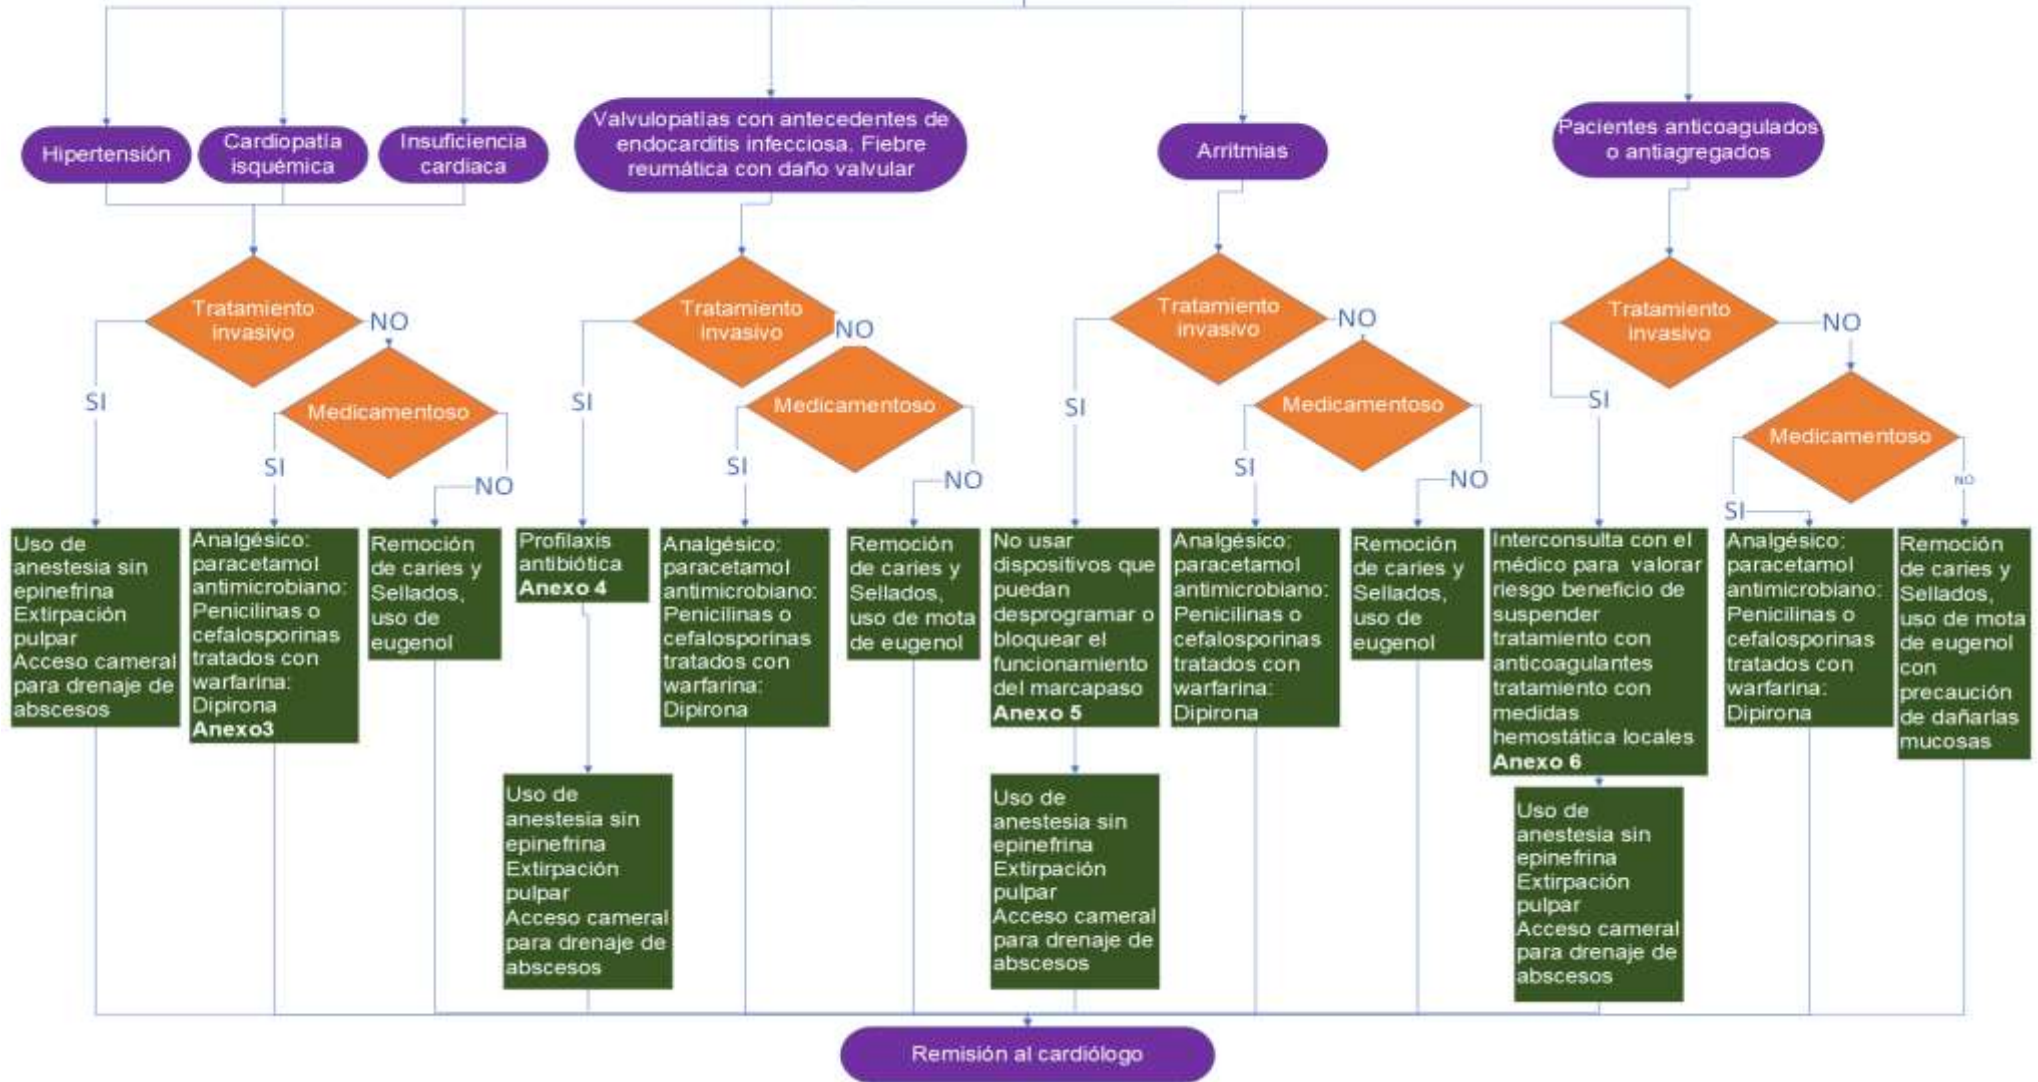 Hipertensión
Cardiopatía
isquémica
Insuficiencia
cardiaca
Valvulopatías con antecedentes de
endocarditis infecciosa. Fiebre
reumática con daño valvular
Arritmias
Pacientes anticoagulados
o antiagregados
Tratamiento
invasivo
NO
SI
Medicamentoso
SI
NO
Tratamiento
invasivo
NO
SI
Medicamentoso
SI
NO
Tratamiento
invasivo
NO
SI
Medicamentoso
SI
NO
Tratamiento
invasivo
NO
SI
Medicamentoso
SI
NO
Uso de
anestesia sin
epinefrina
Extirpación
pulpar
Acceso cameral
para drenaje de
abscesos
Analgésico:
paracetamol
antimicrobiano:
Penicilinas o
cefalosporinas
tratados con
warfarina:
Dipirona
Anexo3
Remoción
de caries y
Sellados,
uso de
eugenol
Profilaxis
antibiótica
Anexo 4
Analgésico:
paracetamol
antimicrobiano:
Penicilinas o
cefalosporinas
tratados con
warfarina:
Dipirona
Remoción
de caries y
Sellados,
uso de mota
de eugenol
No usar
dispositivos que
puedan
desprogramar o
bloquear el
funcionamiento
del marcapaso
Anexo 5
Analgésico:
paracetamol
antimicrobiano:
Penicilinas o
cefalosporinas
tratados con
warfarina:
Dipirona
Remoción
de caries y
Sellados,
uso de
eugenol
Interconsulta con el
médico para valorar
riesgo beneficio de
suspender
tratamiento con
anticoagulantes
tratamiento con
medidas
hemostática locales
Anexo 6
Analgésico:
paracetamol
antimicrobiano:
Penicilinas o
cefalosporinas
tratados con
warfarina:
Dipirona
Remoción
de caries y
Sellados,
uso de mota
de eugenol
con
precaución
de dañarlas
mucosas
Uso de
anestesia sin
epinefrina
Extirpación
pulpar
Acceso cameral
para drenaje de
abscesos
Uso de
anestesia sin
epinefrina
Extirpación
pulpar
Acceso cameral
para drenaje de
abscesos
Uso de
anestesia sin
epinefrina
Extirpación
pulpar
Acceso cameral
para drenaje de
abscesos
Remisión al cardiólogo